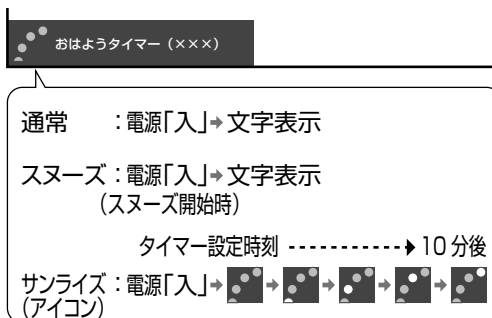 おはようタイマー（×××）
通常　　：電源「入」➡文字表示
スヌーズ：電源「入」➡文字表示
（スヌーズ開始時）
タイマー設定時刻 ----------▶10分後
サンライズ：電源「入」➡ ➡ ➡ ➡ ➡
（アイコン）